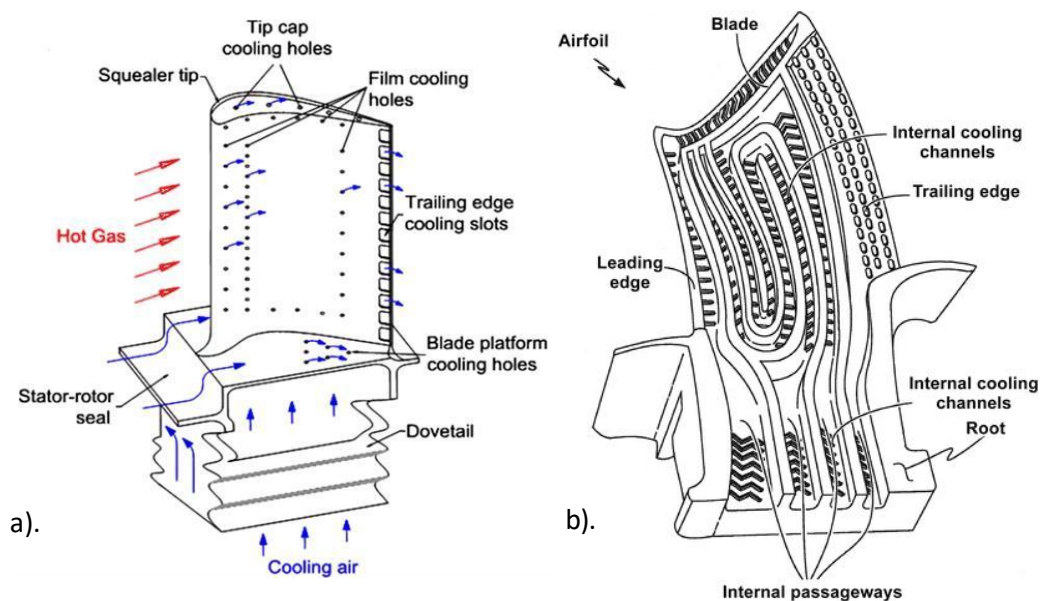 Tip cap
cooling holes
Squealer tip
Film cooling
holes
Hot Gas
Trailing edge
cooling slots
Blade platform
cooling holes
Stator-rotor
seal
Dovetail
a).
Cooling air
b).
Blade
Airfoil
Internal cooling
channels
Trailing edge
Leading
edge
Internal cooling
channels
Root
Internal passageways